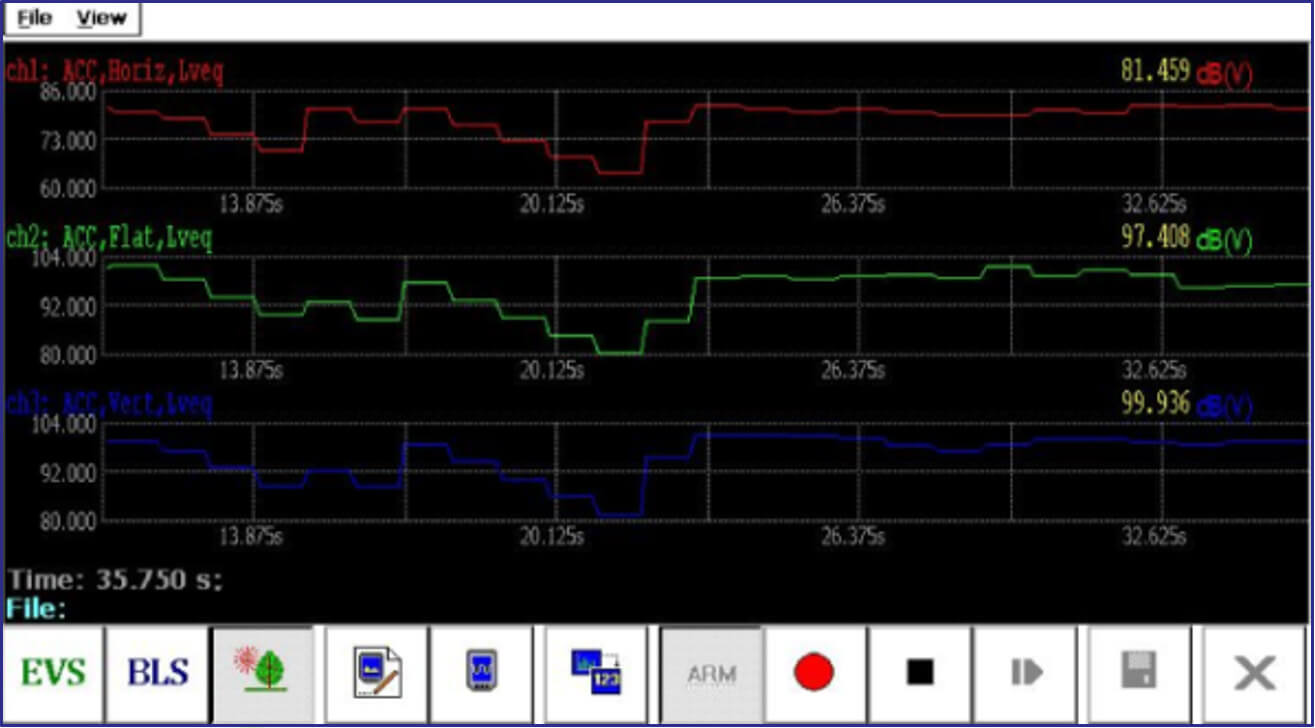 File View
ch1: ACC,Horiz,Lveq 81.459 dB(V)
86.000
73.000
60.000
13.875s 20.125s 26.375s 32.625s
ch2: ACC,Flat,Lveq 97.408 dB(V)
104.000
92.000
80.000
13.875s 20.125s 26.375s 32.625s
ch3: ACC,Vert,Lveq 99.936 dB(V)
104.000
92.000
80.000
13.875s 20.125s 26.375s 32.625s
Time: 35.750 s;
File:
EVS BLS 123 ARM